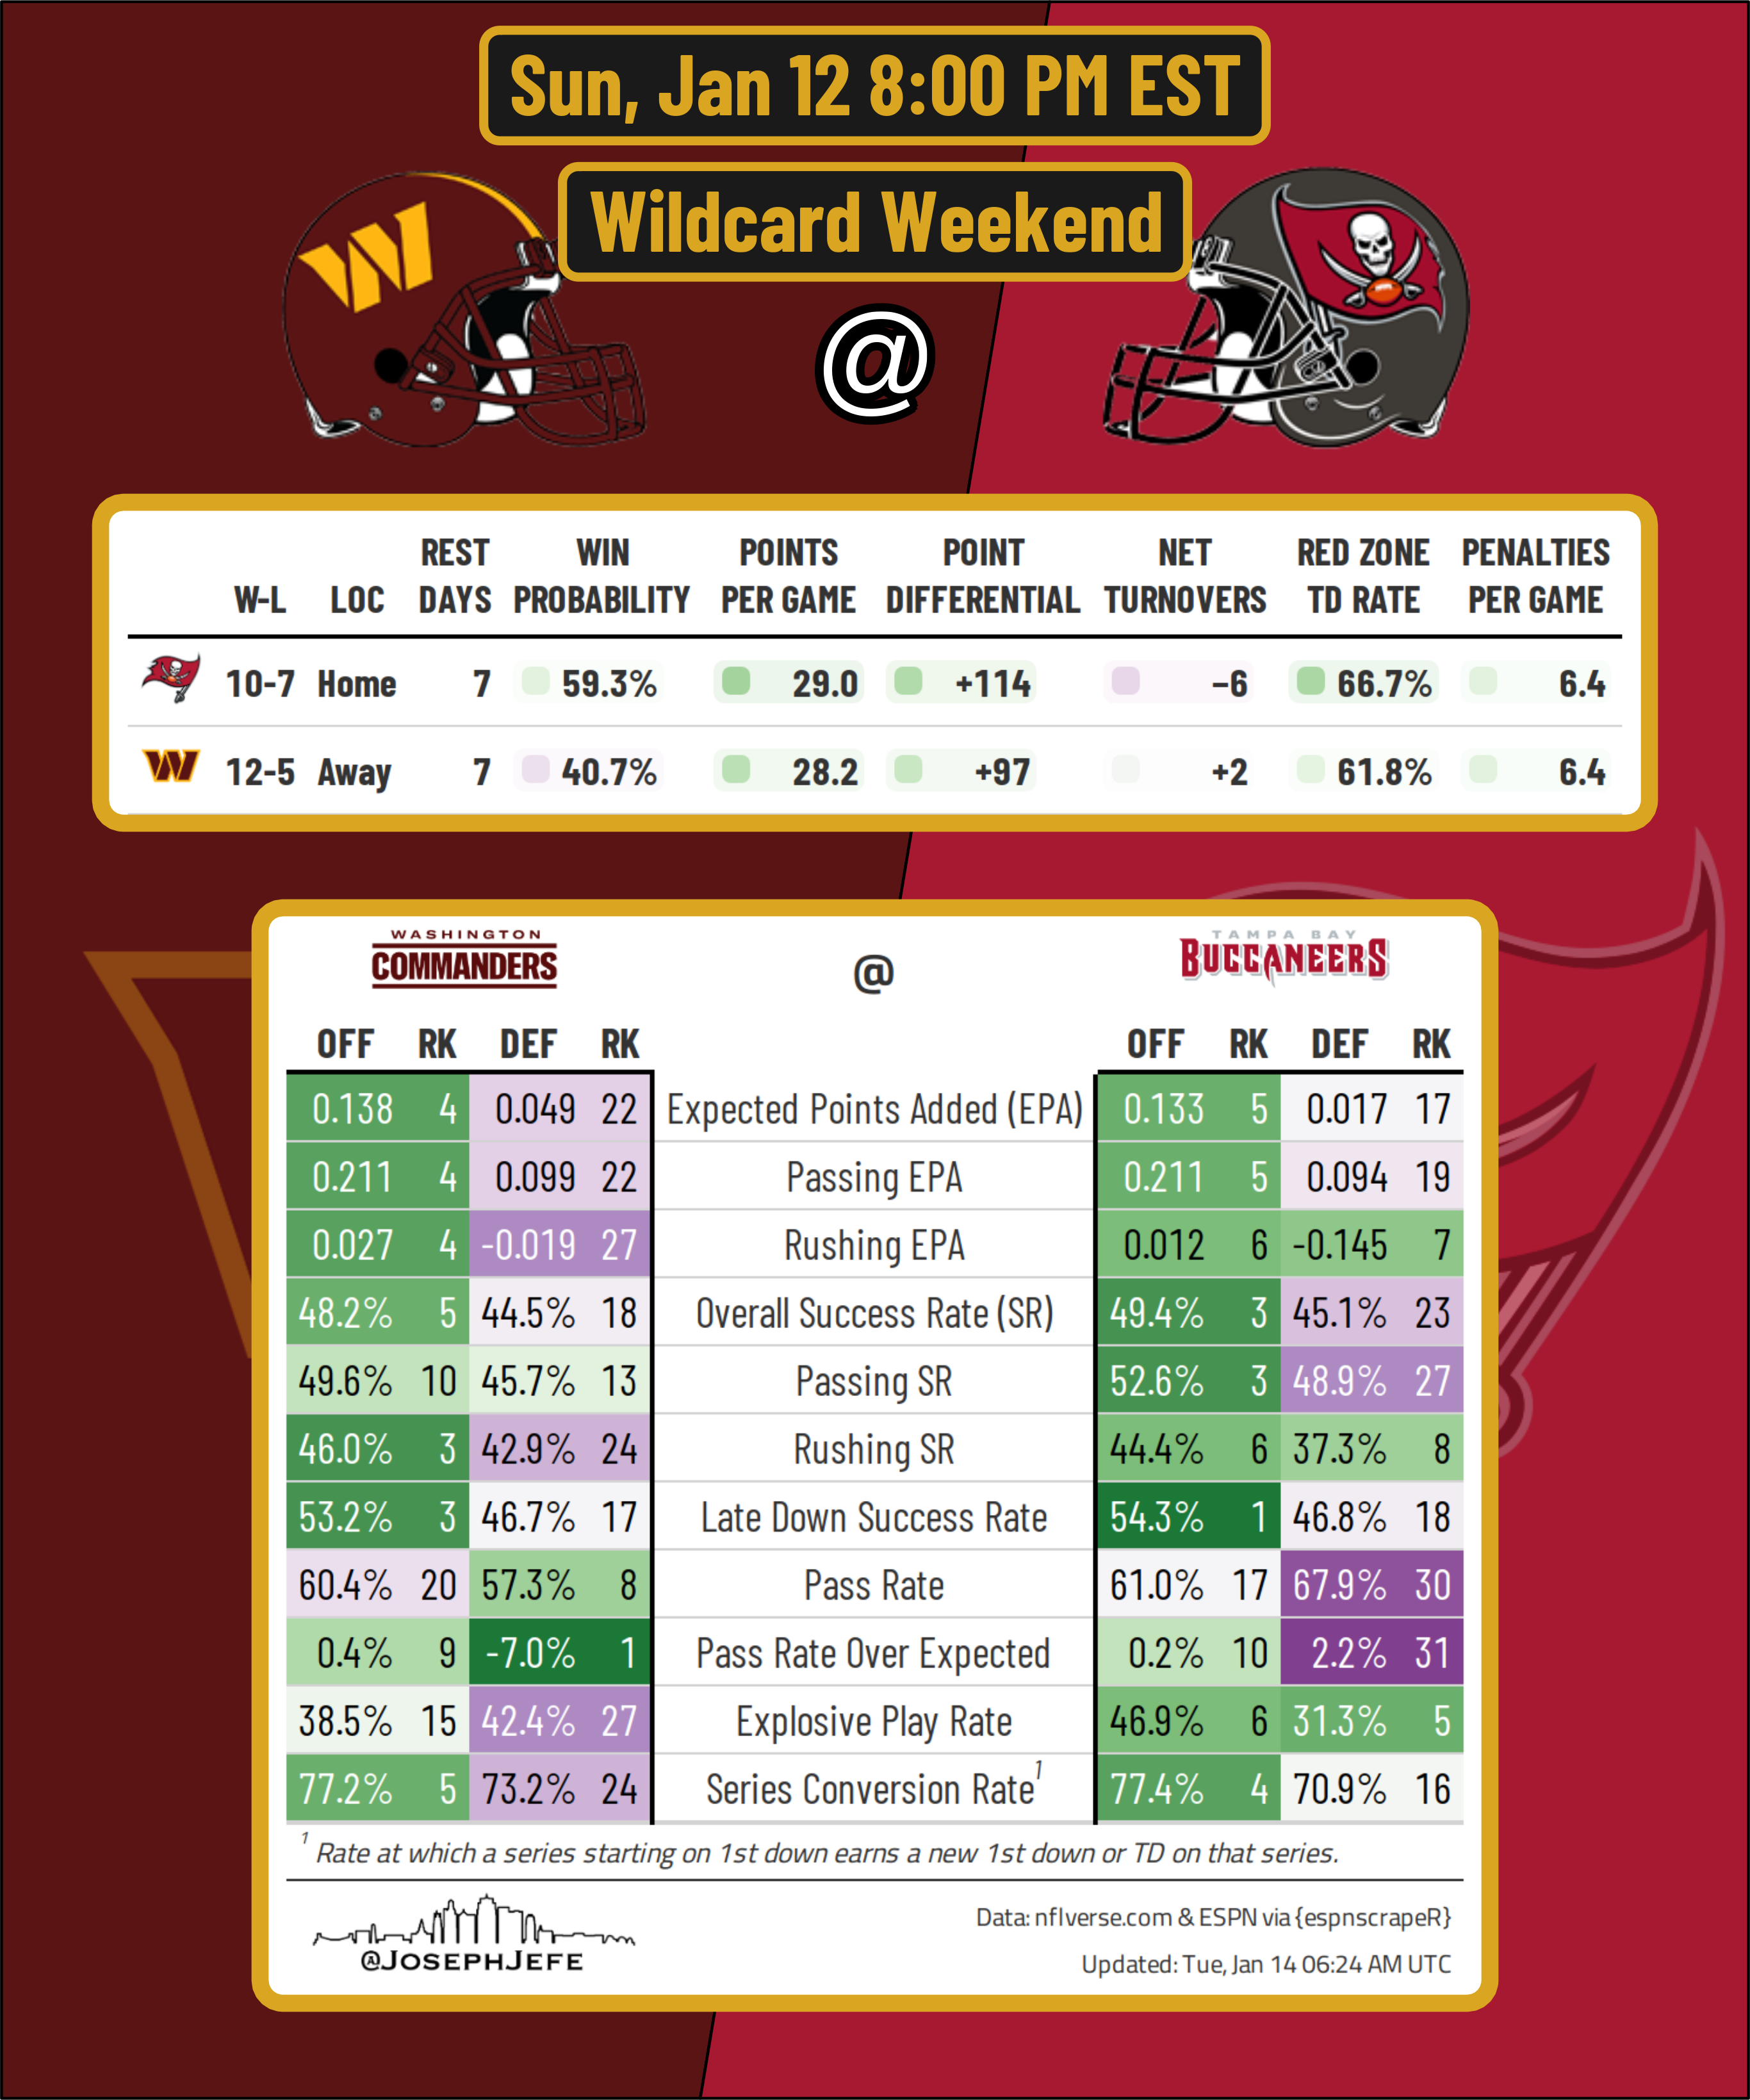 Sun, Jan 12 8:00 PM EST
Wildcard Weekend
@
REST WIN POINTS POINT NET RED ZONE PENALTIES
W-L LOC DAYS PROBABILITY PER GAME DIFFERENTIAL TURNOVERS TD RATE PER GAME
10-7 Home 7 59.3% 29.0 +114 −6 66.7% 6.4
12-5 Away 7 40.7% 28.2 +97 +2 61.8% 6.4
WASHINGTON TAMPA BAY
COMMANDERS @ BUCCANEERS
OFF RK DEF RK OFF RK DEF RK
0.138 4 0.049 22 Expected Points Added (EPA) 0.133 5 0.017 17
0.211 4 0.099 22 Passing EPA 0.211 5 0.094 19
0.027 4 -0.019 27 Rushing EPA 0.012 6 -0.145 7
48.2% 5 44.5% 18 Overall Success Rate (SR) 49.4% 3 45.1% 23
49.6% 10 45.7% 13 Passing SR 52.6% 3 48.9% 27
46.0% 3 42.9% 24 Rushing SR 44.4% 6 37.3% 8
53.2% 3 46.7% 17 Late Down Success Rate 54.3% 1 46.8% 18
60.4% 20 57.3% 8 Pass Rate 61.0% 17 67.9% 30
0.4% 9 -7.0% 1 Pass Rate Over Expected 0.2% 10 2.2% 31
38.5% 15 42.4% 27 Explosive Play Rate 46.9% 6 31.3% 5
77.2% 5 73.2% 24 Series Conversion Rate¹ 77.4% 4 70.9% 16
¹ Rate at which a series starting on 1st down earns a new 1st down or TD on that series.
@JOSEPHJEFE
Data: nflverse.com & ESPN via {espnscrapeR}
Updated: Tue, Jan 14 06:24 AM UTC